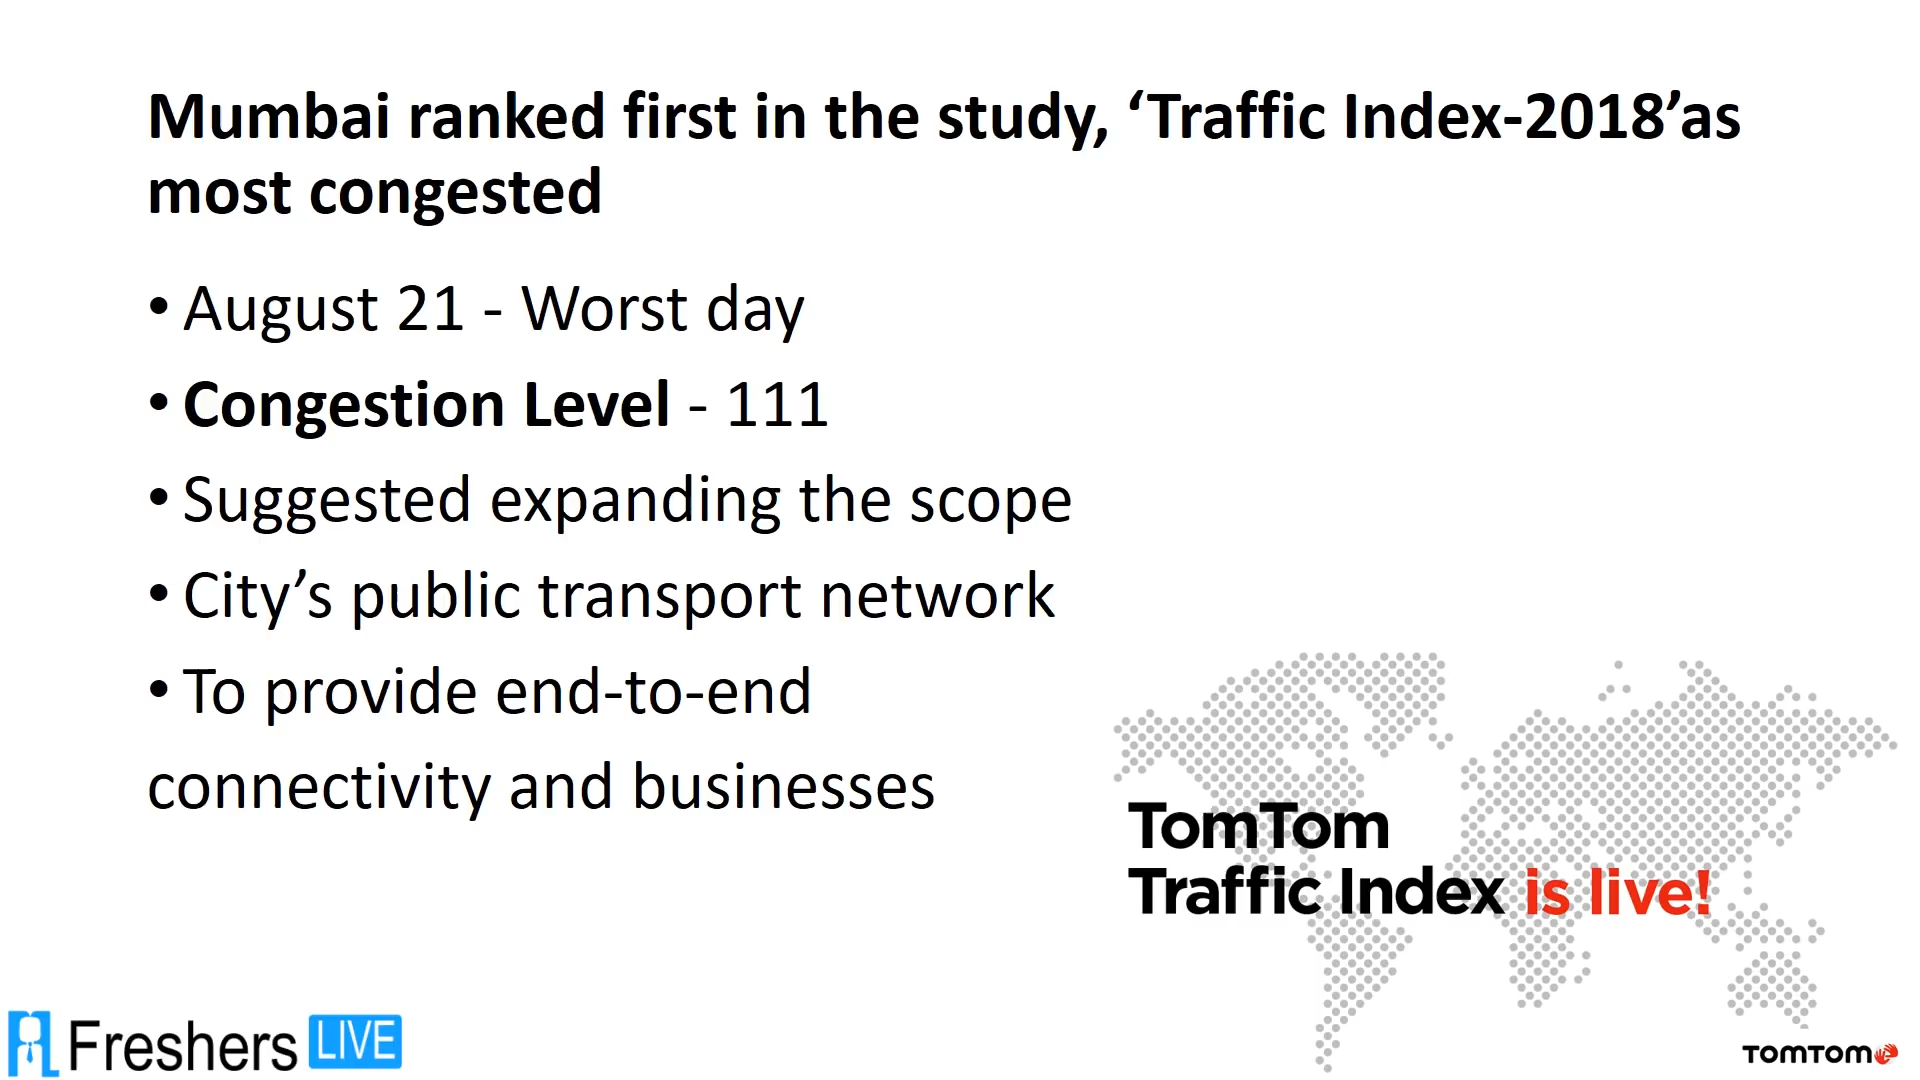 Mumbai ranked first in the study, ‘Traffic Index-2018’as
most congested
• August 21 - Worst day
• Congestion Level - 111
• Suggested expanding the scope
• City’s public transport network
• To provide end-to-end
connectivity and businesses
TomTom
Traffic Index is live!
Freshers LIVE
TOMTOM